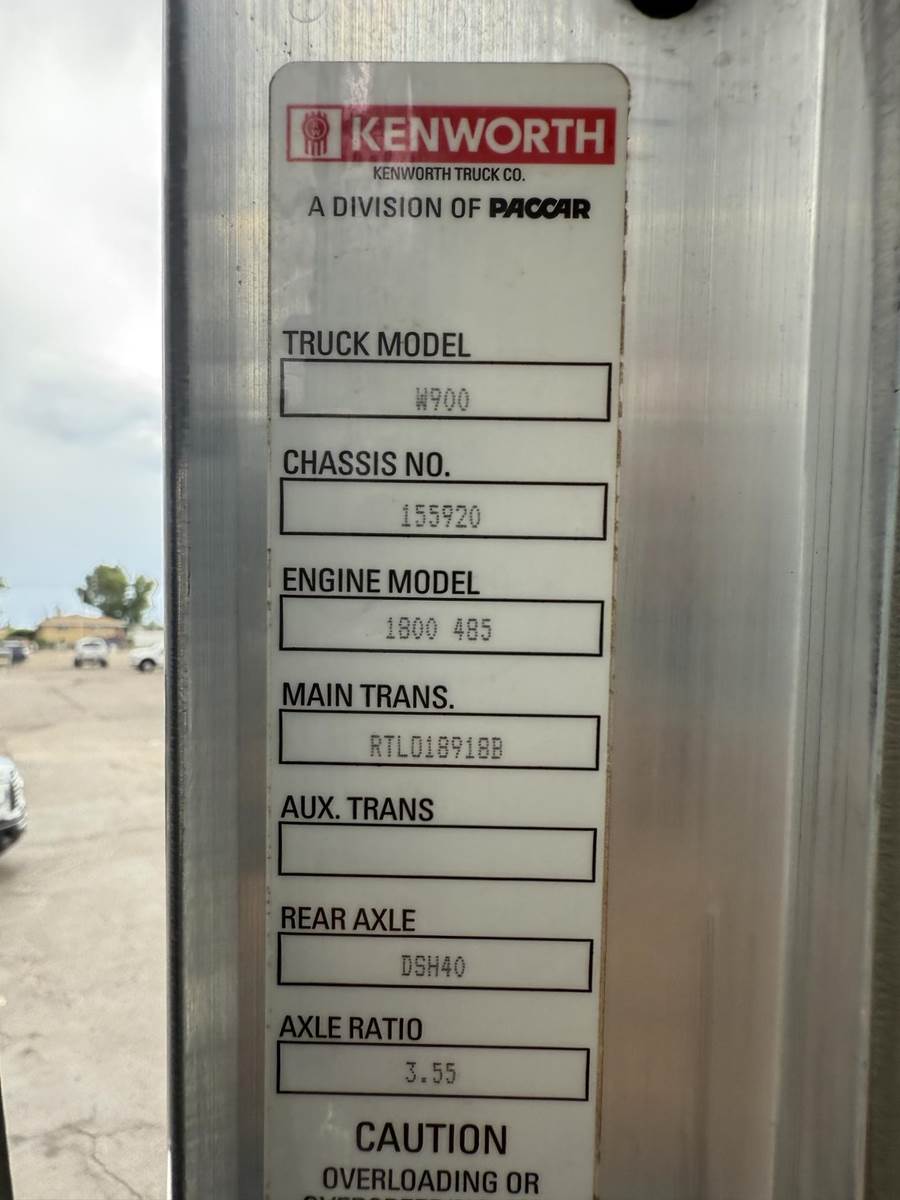 KENWORTH
KENWORTH TRUCK CO.
A DIVISION OF PACCAR
TRUCK MODEL
W900
CHASSIS NO.
155920
ENGINE MODEL
1800 485
MAIN TRANS.
RTLO18918B
AUX. TRANS
REAR AXLE
DSH40
AXLE RATIO
3.55
CAUTION
OVERLOADING OR